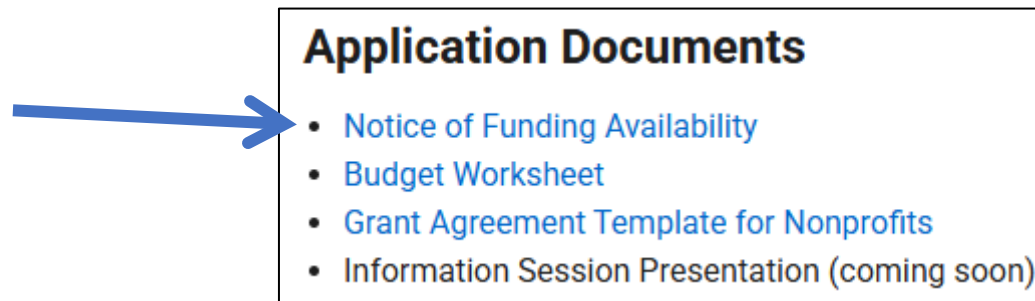 Application Documents
• Notice of Funding Availability
• Budget Worksheet
• Grant Agreement Template for Nonprofits
• Information Session Presentation (coming soon)